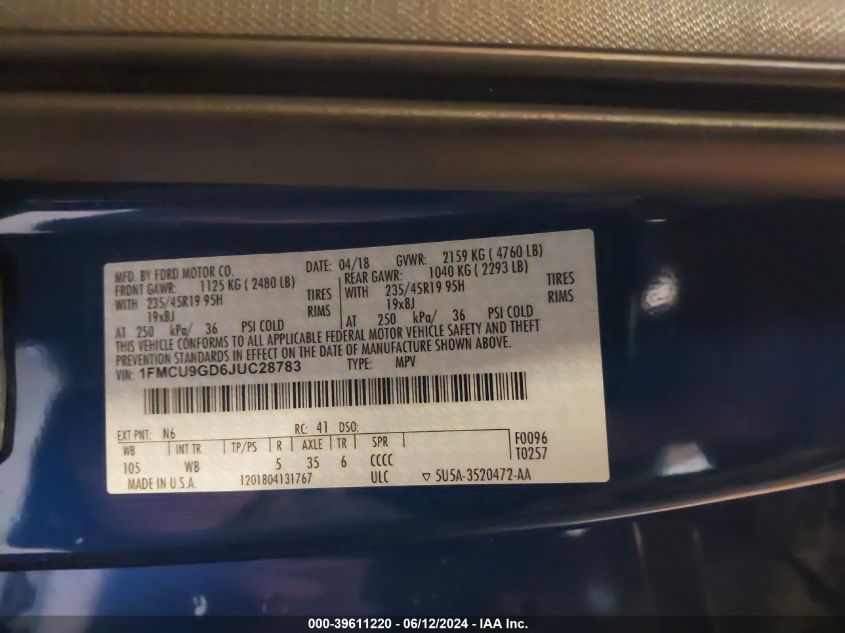 MFD. BY FORD MOTOR CO. DATE: 04/18 GVWR: 2159 KG ( 4760 LB)
FRONT GAWR: 1125 KG ( 2480 LB) REAR GAWR: 1040 KG ( 2293 LB)
WITH 235/45R19 95H TIRES WITH 235/45R19 95H TIRES
19x8J RIMS 19x8J RIMS
AT 250 kPa/ 36 PSI COLD AT 250 kPa/ 36 PSI COLD
THIS VEHICLE CONFORMS TO ALL APPLICABLE FEDERAL MOTOR VEHICLE SAFETY AND THEFT
PREVENTION STANDARDS IN EFFECT ON THE DATE OF MANUFACTURE SHOWN ABOVE.
VIN: 1FMCU9GD6JUC28783 TYPE: MPV
EXT PNT: N6 RC: 41 DSO: F0096
WB INT TR TP/PS R AXLE TR SPR T0257
105 WB 5 35 6 CCCC
MADE IN U.S.A. 1201804131767 ULC ▽ 5U5A-3520472-AA
000-39611220 - 06/12/2024 - IAA Inc.